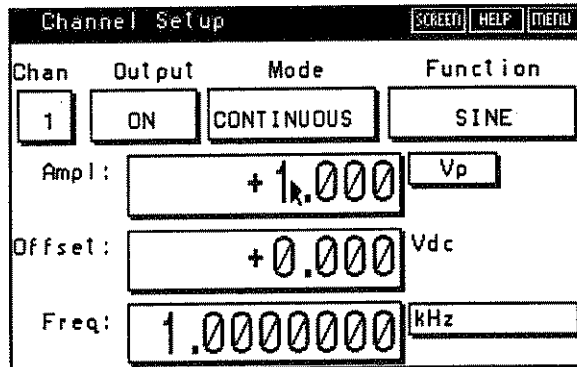 Channel Setup SCREEN HELP MENU
Chan Output Mode Function
1 ON CONTINUOUS SINE
Ampl: +1.000 Vp
Offset: +0.000 Vdc
Freq: 1.0000000 kHz